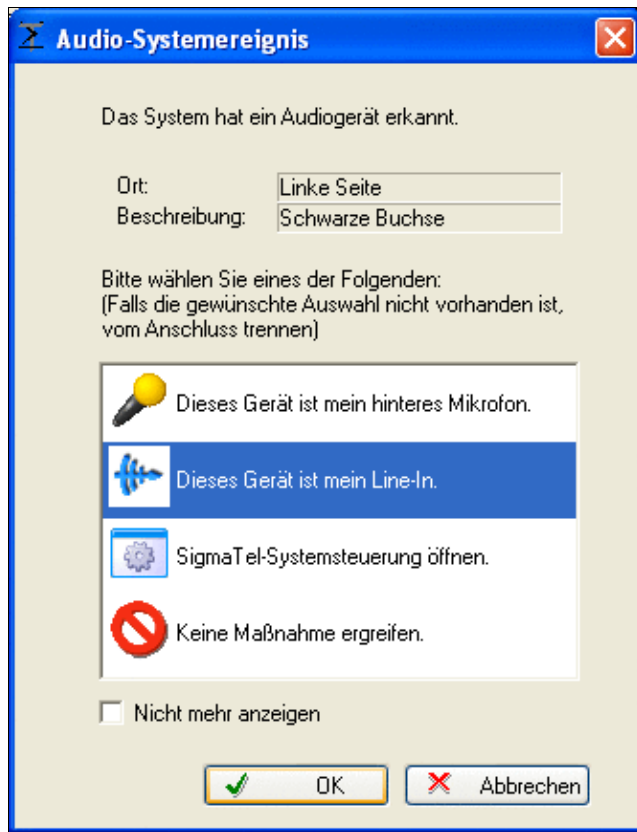 Audio-Systemereignis
Das System hat ein Audiogerät erkannt.
Ort: Linke Seite
Beschreibung: Schwarze Buchse
Bitte wählen Sie eines der Folgenden:
(Falls die gewünschte Auswahl nicht vorhanden ist,
vom Anschluss trennen)
Dieses Gerät ist mein hinteres Mikrofon.
Dieses Gerät ist mein Line-In.
SigmaTel-Systemsteuerung öffnen.
Keine Maßnahme ergreifen.
Nicht mehr anzeigen
OK Abbrechen